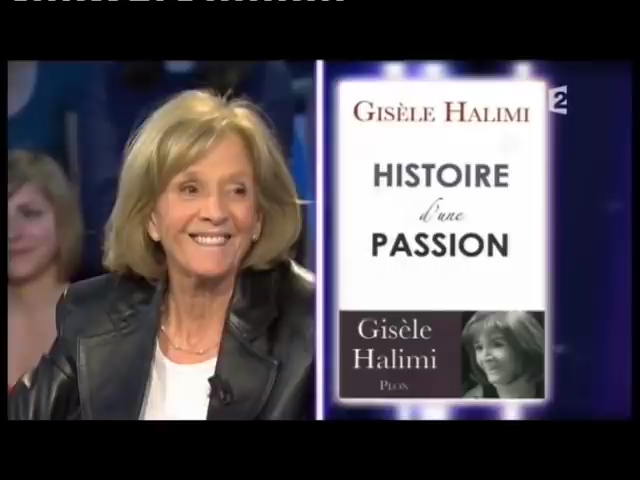 GISÈLE HALIMI
2
HISTOIRE
d'une
PASSION
Gisèle
Halimi
PLON